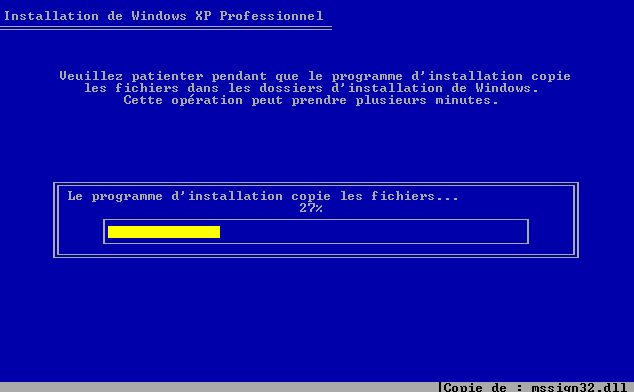 Installation de Windows XP Professionnel
Veuillez patienter pendant que le programme d'installation copie
les fichiers dans les dossiers d'installation de Windows.
Cette opération peut prendre plusieurs minutes.
Le programme d'installation copie les fichiers...
27%
Copie de : mssign32.dll